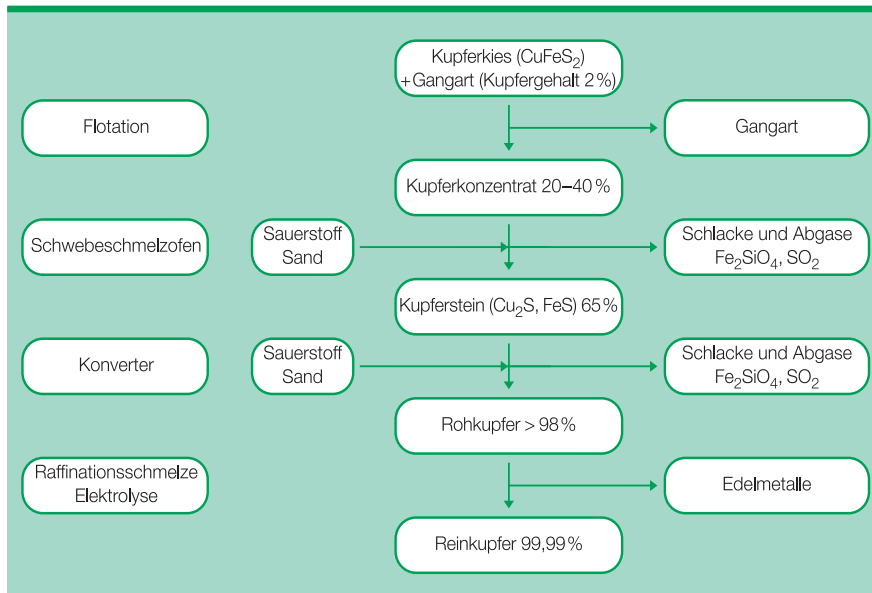 Kupferkies (CuFeS₂)
+ Gangart (Kupfergehalt 2 %)
Flotation
Gangart
Kupferkonzentrat 20–40 %
Schwebeschmelzofen
Sauerstoff
Sand
Schlacke und Abgase
Fe₂SiO₄, SO₂
Kupferstein (Cu₂S, FeS) 65 %
Konverter
Sauerstoff
Sand
Schlacke und Abgase
Fe₂SiO₄, SO₂
Rohkupfer > 98 %
Raffinationsschmelze
Elektrolyse
Edelmetalle
Reinkupfer 99,99 %